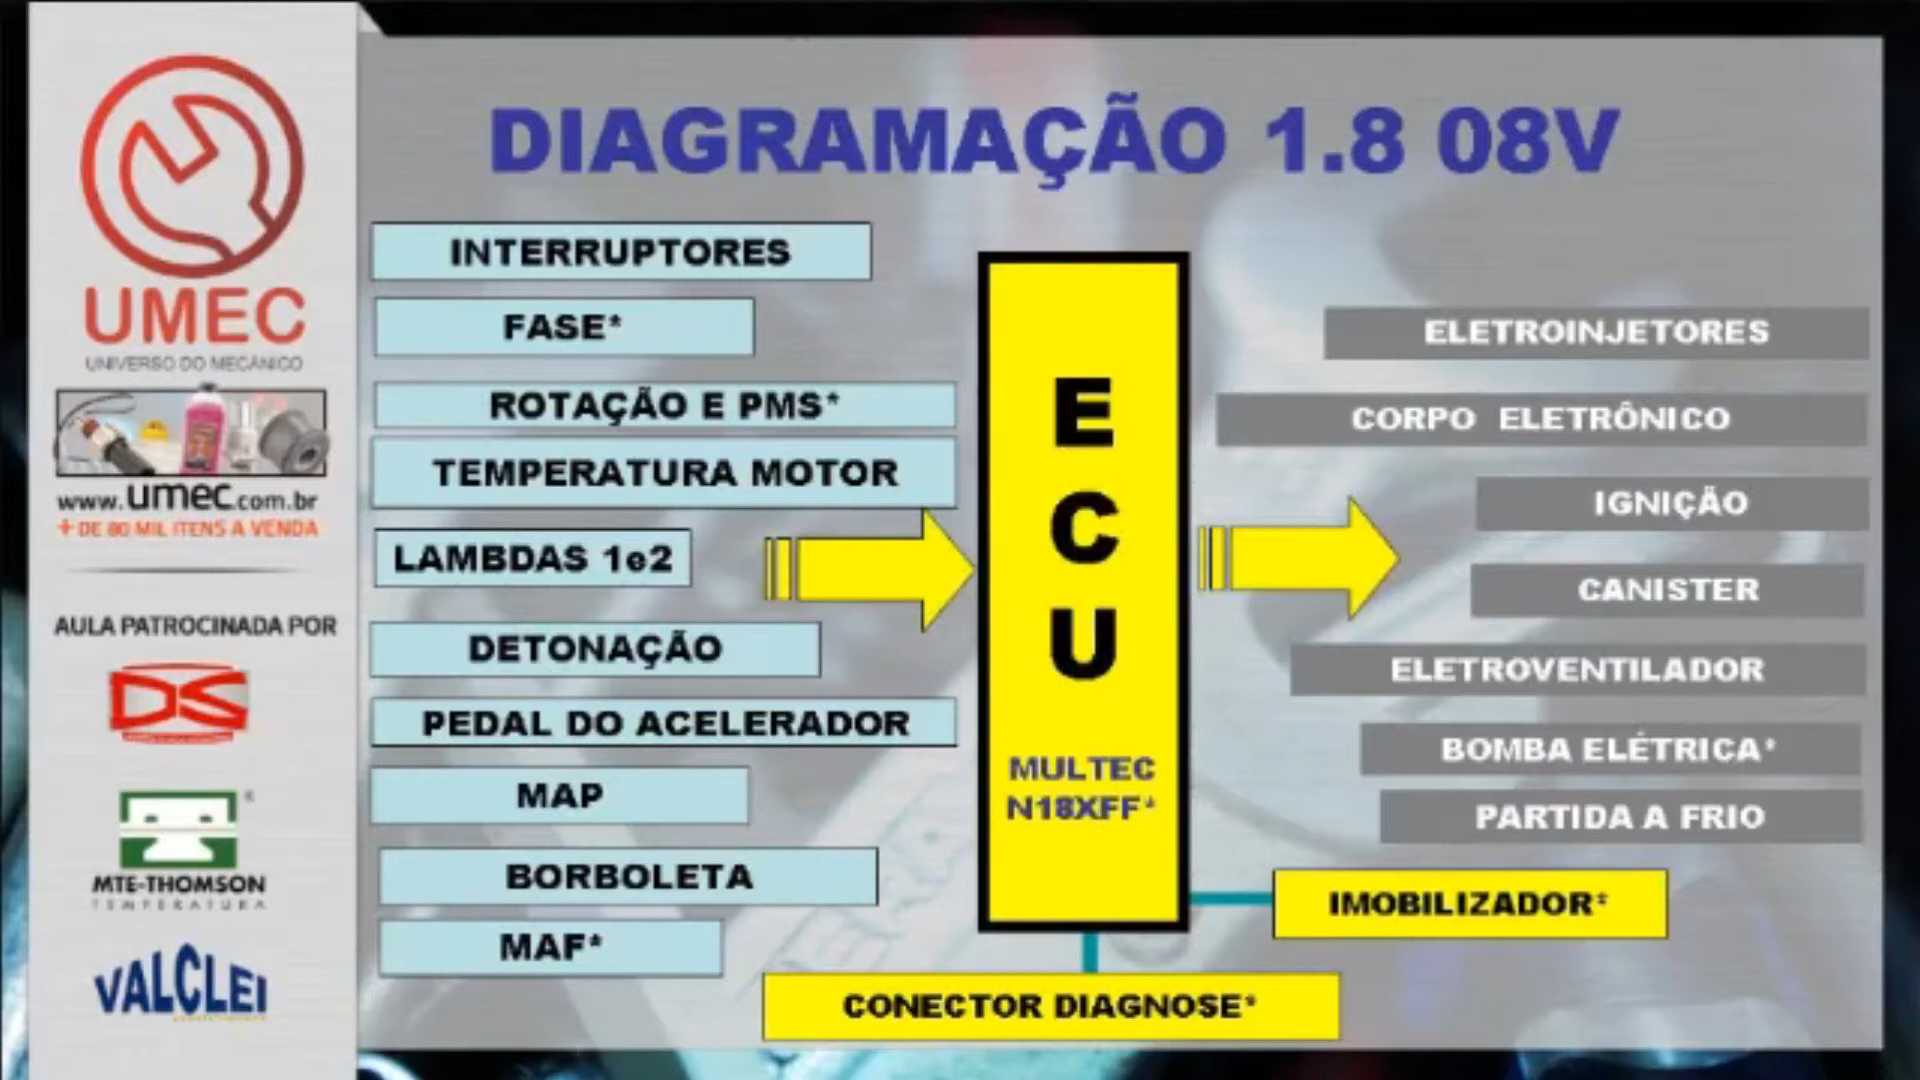 UMEC
UNIVERSO DO MECÂNICO
www.umec.com.br
+ DE 80 MIL ITENS A VENDA
AULA PATROCINADA POR
DS
MTE-THOMSON
TEMPERATURA
VALCLEI
DIAGRAMAÇÃO 1.8 08V
INTERRUPTORES
FASE*
ROTAÇÃO E PMS*
TEMPERATURA MOTOR
LAMBDAS 1e2
DETONAÇÃO
PEDAL DO ACELERADOR
MAP
BORBOLETA
MAF*
E
C
U
MULTEC
N18XFF*
ELETROINJETORES
CORPO ELETRÔNICO
IGNIÇÃO
CANISTER
ELETROVENTILADOR
BOMBA ELÉTRICA*
PARTIDA A FRIO
IMOBILIZADOR*
CONECTOR DIAGNOSE*